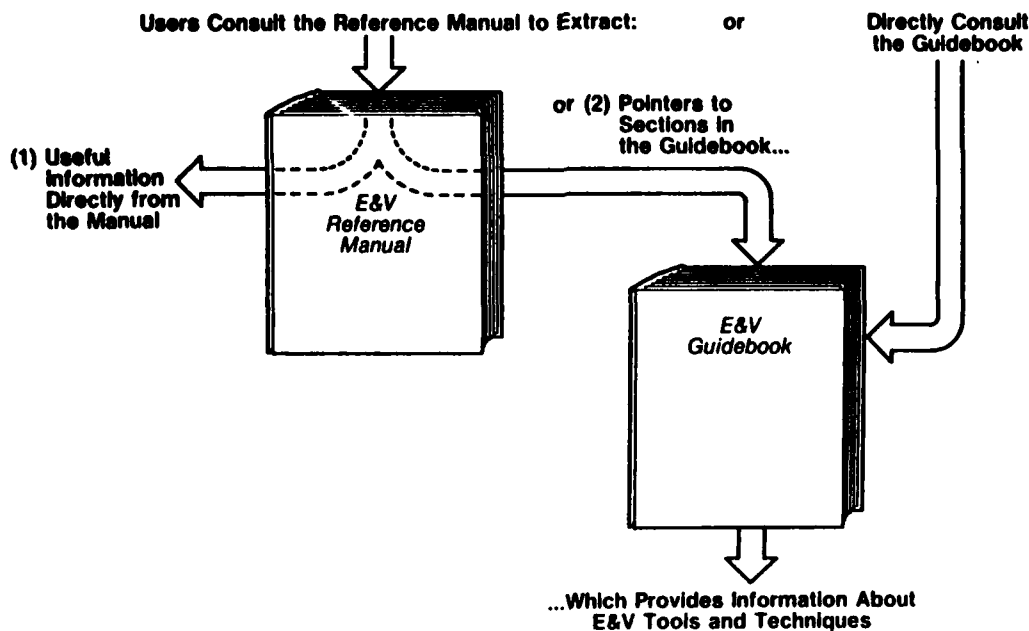 Users Consult the Reference Manual to Extract: or Directly Consult
the Guidebook
or (2) Pointers to
Sections in
the Guidebook...
(1) Useful
Information
Directly from
the Manual
E&V
Reference
Manual
E&V
Guidebook
...Which Provides Information About
E&V Tools and Techniques